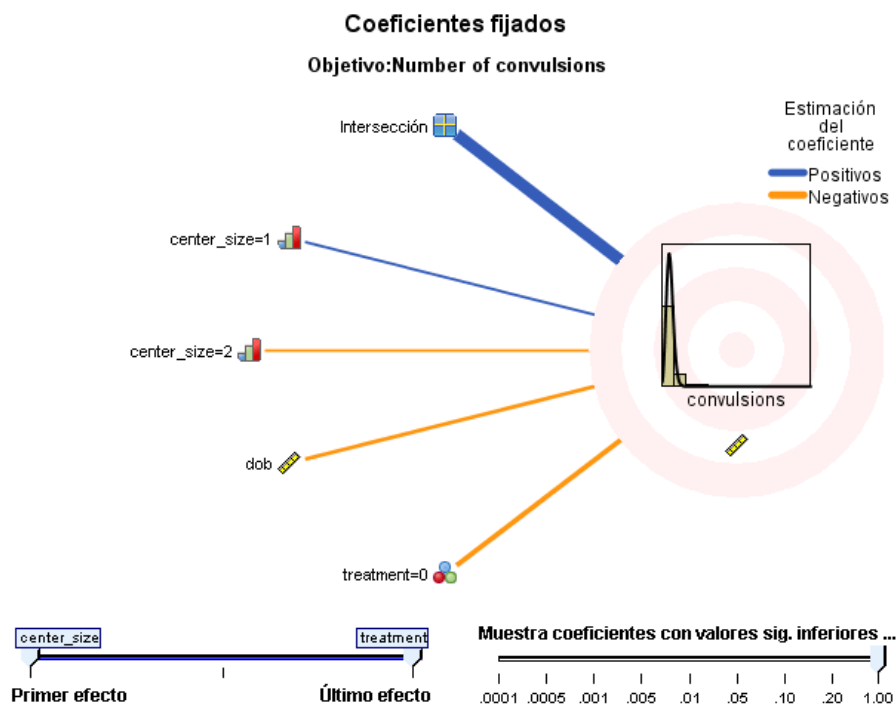 Coeficientes fijados
Objetivo:Number of convulsions
Estimación
del
coeficiente
Positivos
Negativos
Intersección
center_size=1
center_size=2
dob
treatment=0
convulsions
center_size
treatment
Primer efecto
Último efecto
Muestra coeficientes con valores sig. inferiores ...
.0001 .0005 .001 .005 .01 .05 .10 .20 1.00